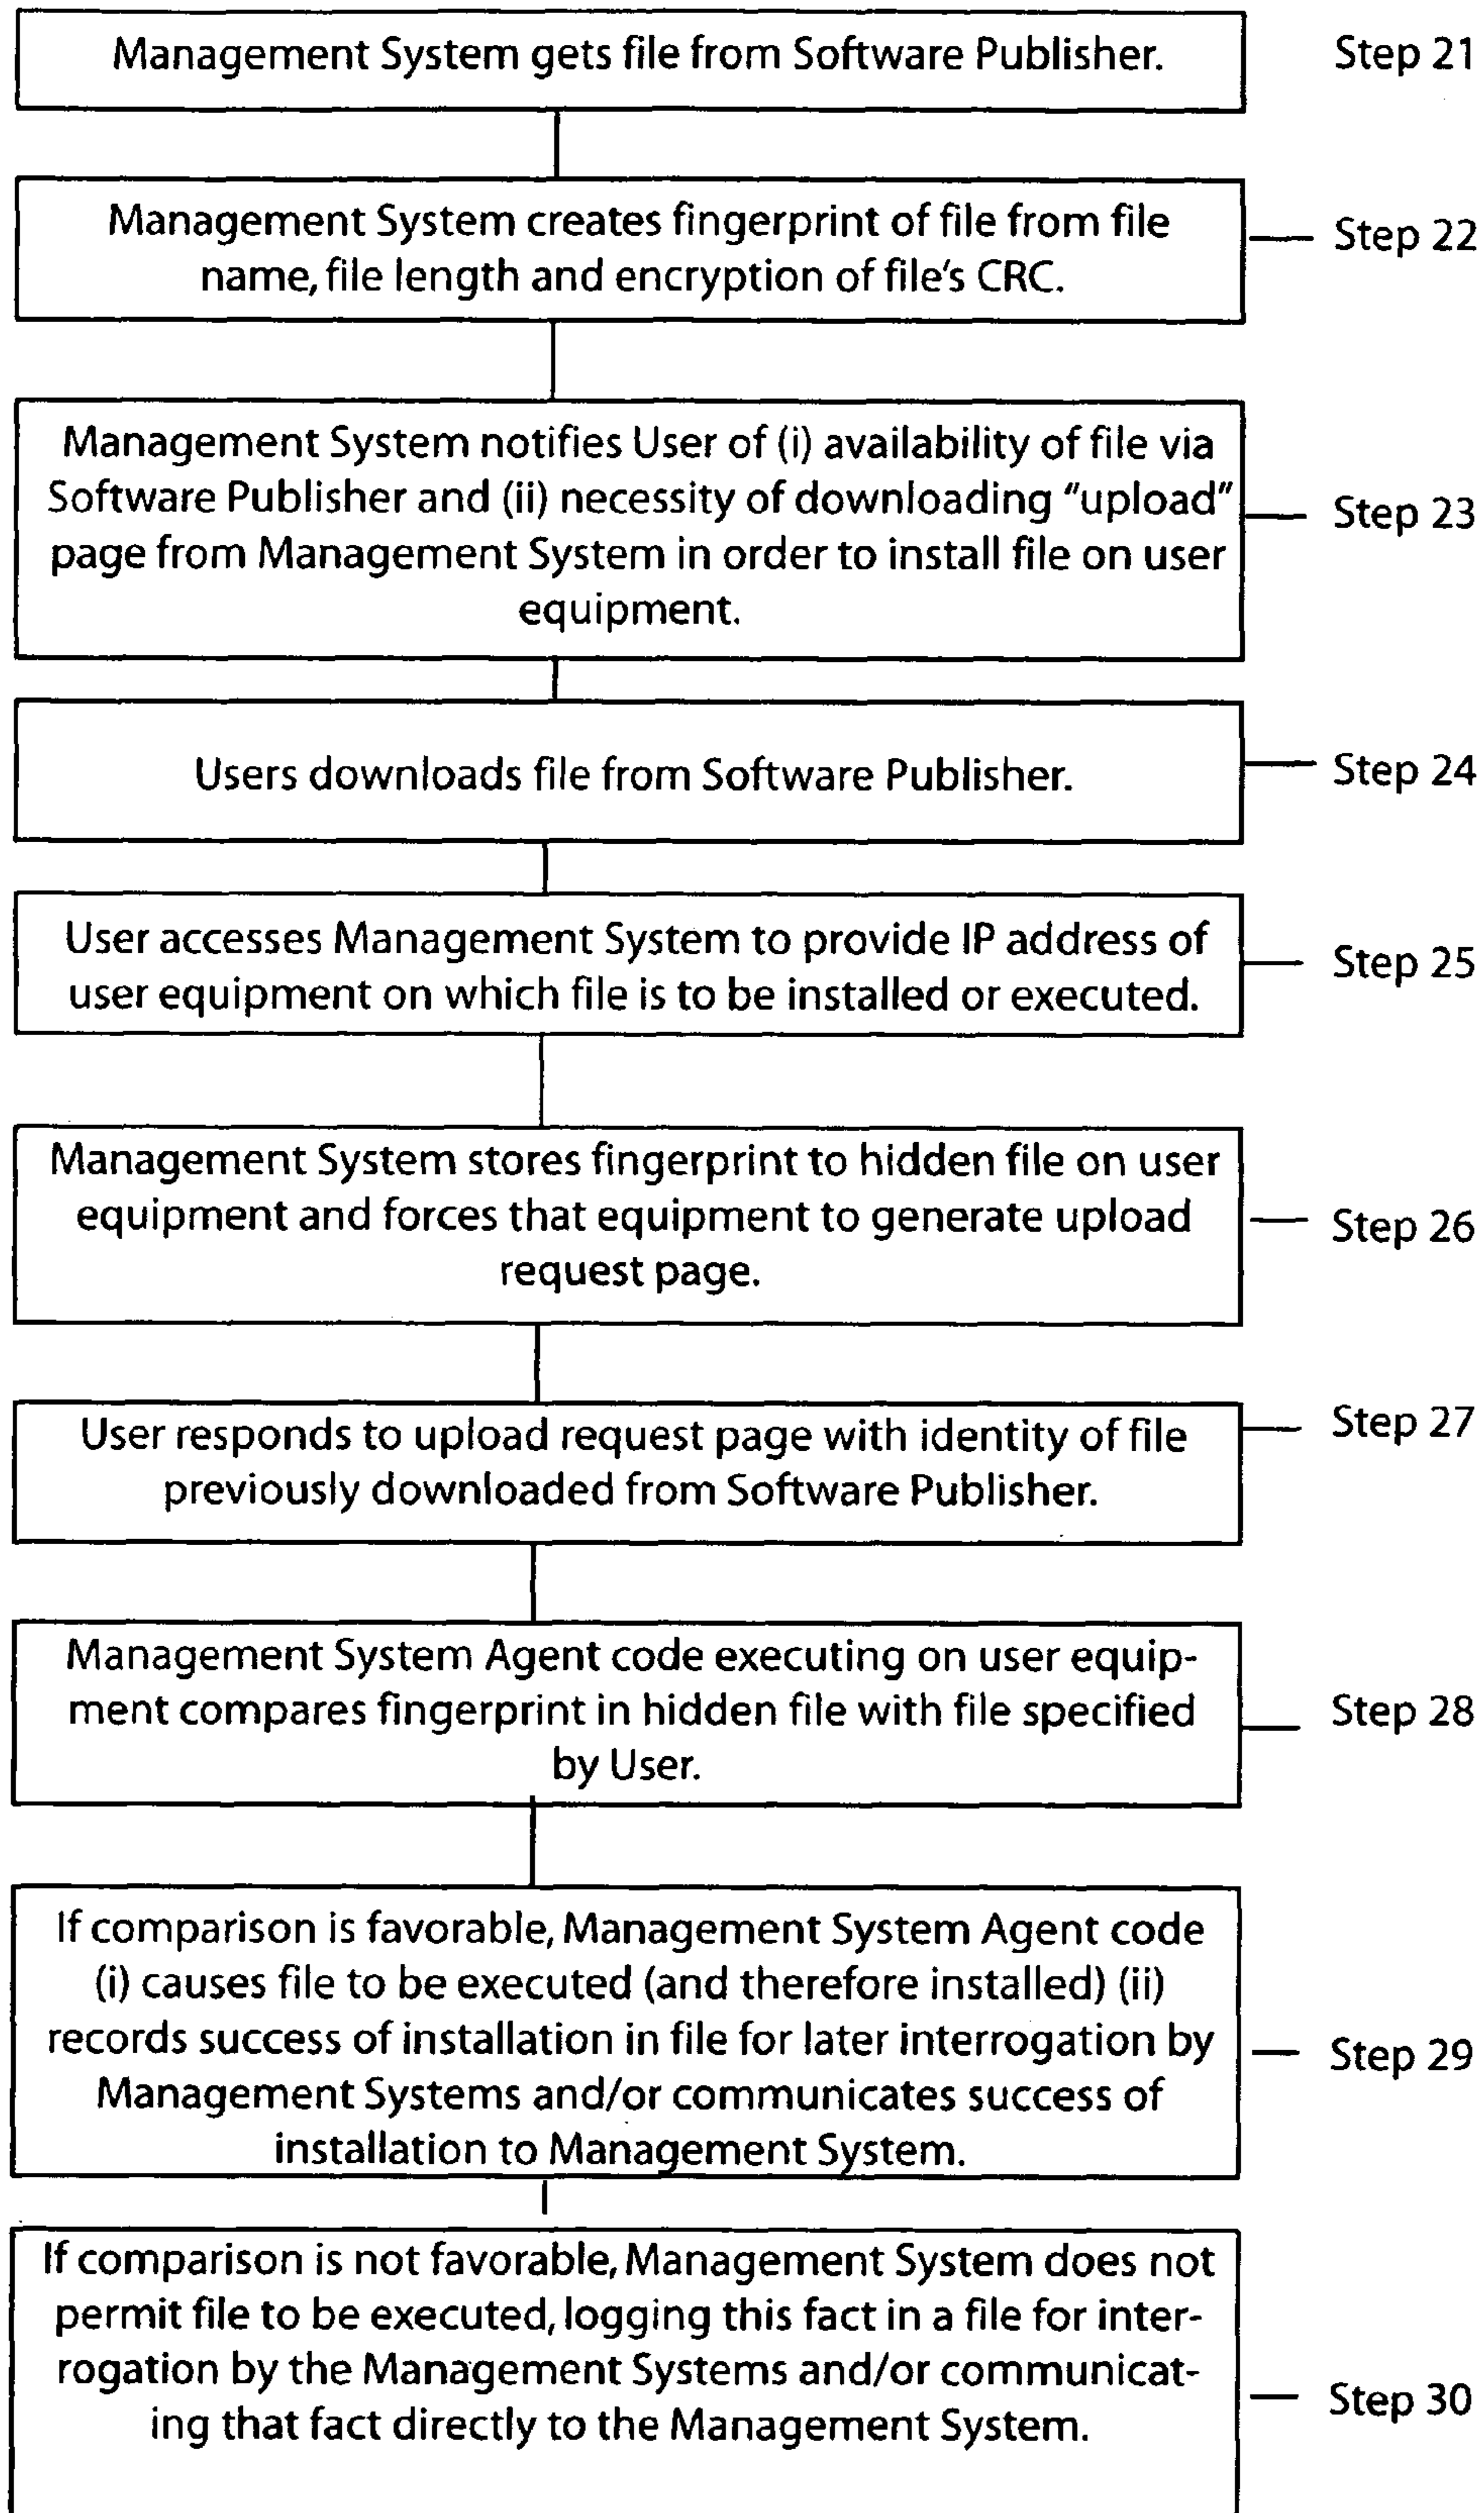 Management System gets file from Software Publisher.
Step 21
Management System creates fingerprint of file from file
name, file length and encryption of file's CRC.
Step 22
Management System notifies User of (i) availability of file via
Software Publisher and (ii) necessity of downloading "upload"
page from Management System in order to install file on user
equipment.
Step 23
Users downloads file from Software Publisher.
Step 24
User accesses Management System to provide IP address of
user equipment on which file is to be installed or executed.
Step 25
Management System stores fingerprint to hidden file on user
equipment and forces that equipment to generate upload
request page.
Step 26
User responds to upload request page with identity of file
previously downloaded from Software Publisher.
Step 27
Management System Agent code executing on user equip-
ment compares fingerprint in hidden file with file specified
by User.
Step 28
If comparison is favorable, Management System Agent code
(i) causes file to be executed (and therefore installed) (ii)
records success of installation in file for later interrogation by
Management Systems and/or communicates success of
installation to Management System.
Step 29
If comparison is not favorable, Management System does not
permit file to be executed, logging this fact in a file for inter-
rogation by the Management Systems and/or communicat-
ing that fact directly to the Management System.
Step 30